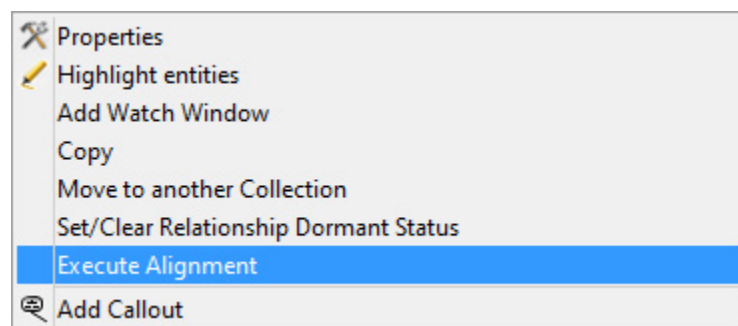 Properties
Highlight entities
Add Watch Window
Copy
Move to another Collection
Set/Clear Relationship Dormant Status
Execute Alignment
Add Callout